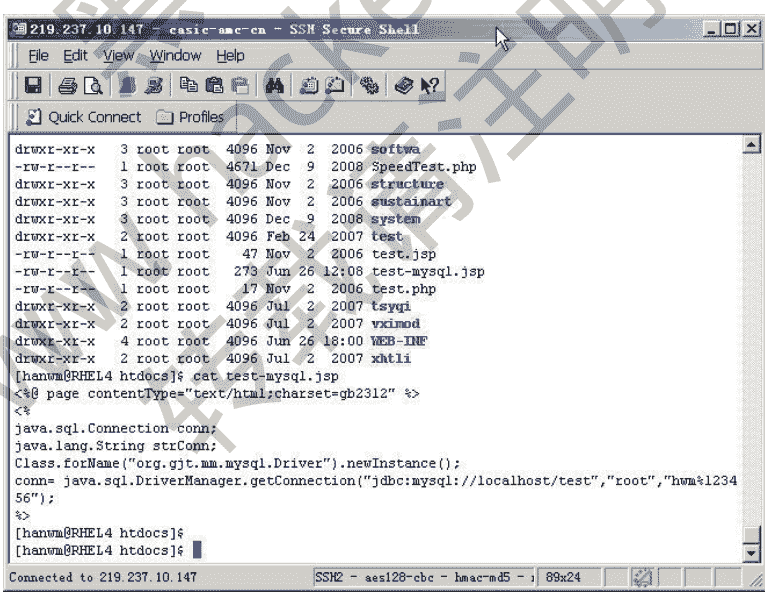 219.237.10.147 - casic-amc-cn - SSH Secure Shell
File Edit View Window Help
Quick Connect Profiles
drwxr-xr-x 3 root root 4096 Nov 2 2006 softwa
-rw-r--r-- 1 root root 4671 Dec 9 2008 SpeedTest.php
drwxr-xr-x 3 root root 4096 Nov 2 2006 structure
drwxr-xr-x 3 root root 4096 Nov 2 2006 sustainart
drwxr-xr-x 3 root root 4096 Dec 9 2008 system
drwxr-xr-x 2 root root 4096 Feb 24 2007 test
-rw-r--r-- 1 root root 47 Nov 2 2006 test.jsp
-rw-r--r-- 1 root root 273 Jun 26 12:08 test-mysql.jsp
-rw-r--r-- 1 root root 17 Nov 2 2006 test.php
drwxr-xr-x 2 root root 4096 Jul 2 2007 tsyqi
drwxr-xr-x 2 root root 4096 Jul 2 2007 vximod
drwxr-xr-x 4 root root 4096 Jun 26 18:00 WEB-INF
drwxr-xr-x 2 root root 4096 Jul 2 2007 xhtli
[hanwm@RHEL4 htdocs]$ cat test-mysql.jsp
<%@ page contentType="text/html;charset=gb2312" %>
<%
java.sql.Connection conn;
java.lang.String strConn;
Class.forName("org.gjt.mm.mysql.Driver").newInstance();
conn= java.sql.DriverManager.getConnection("jdbc:mysql://localhost/test","root","hwm%1234
56");
%>
[hanwm@RHEL4 htdocs]$
[hanwm@RHEL4 htdocs]$
Connected to 219.237.10.147 SSH2 - aes128-cbc - hmac-md5 - 89x24
www.hacke
转载请注明